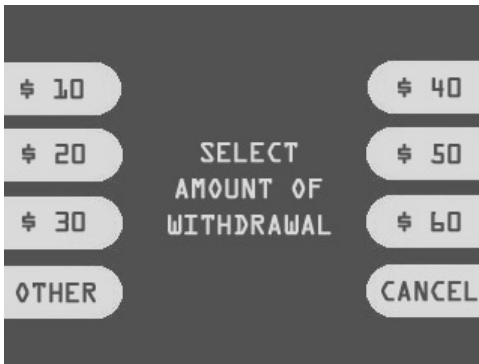 $ 10
$ 20
$ 30
OTHER
SELECT
AMOUNT OF
WITHDRAWAL
$ 40
$ 50
$ 60
CANCEL